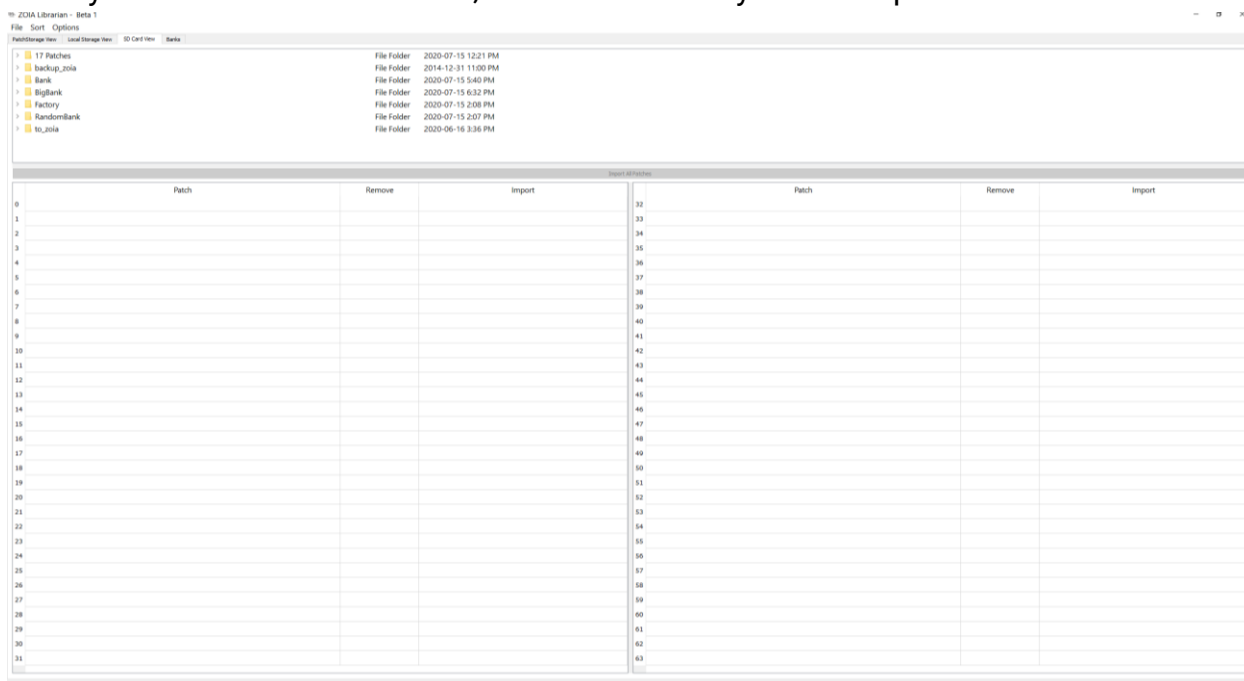 ZOIA Librarian - Beta 1
File Sort Options
PatchStorage View Local Storage View SD Card View Banks
17 Patches File Folder 2020-07-15 12:21 PM
backup_zoia File Folder 2014-12-31 11:00 PM
Bank File Folder 2020-07-15 5:40 PM
BigBank File Folder 2020-07-15 6:32 PM
Factory File Folder 2020-07-15 2:08 PM
RandomBank File Folder 2020-07-15 2:07 PM
to_zoia File Folder 2020-06-16 3:36 PM
Import All Patches
Patch Remove Import Patch Remove Import
0 32
1 33
2 34
3 35
4 36
5 37
6 38
7 39
8 40
9 41
10 42
11 43
12 44
13 45
14 46
15 47
16 48
17 49
18 50
19 51
20 52
21 53
22 54
23 55
24 56
25 57
26 58
27 59
28 60
29 61
30 62
31 63